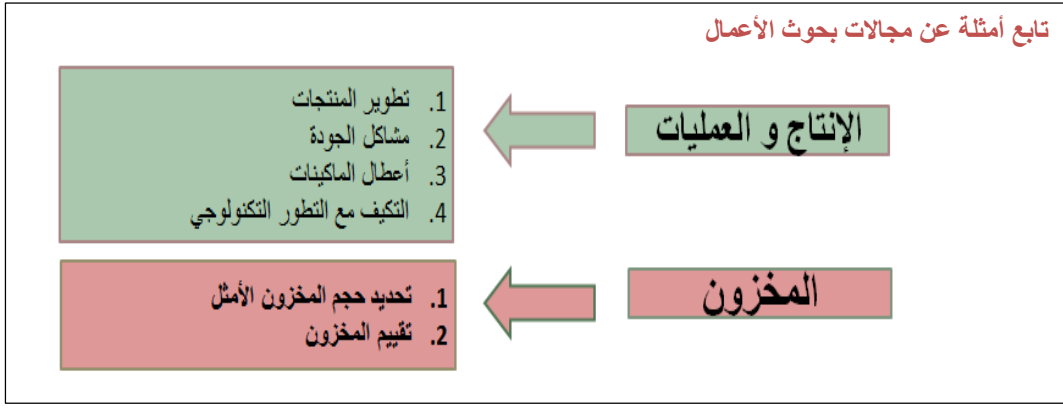 تابع أمثلة عن مجالات بحوث الأعمال
الإنتاج و العمليات
1. تطوير المنتجات
2. مشاكل الجودة
3. أعطال الماكينات
4. التكيف مع التطور التكنولوجي
المخزون
1. تحديد حجم المخزون الأمثل
2. تقييم المخزون